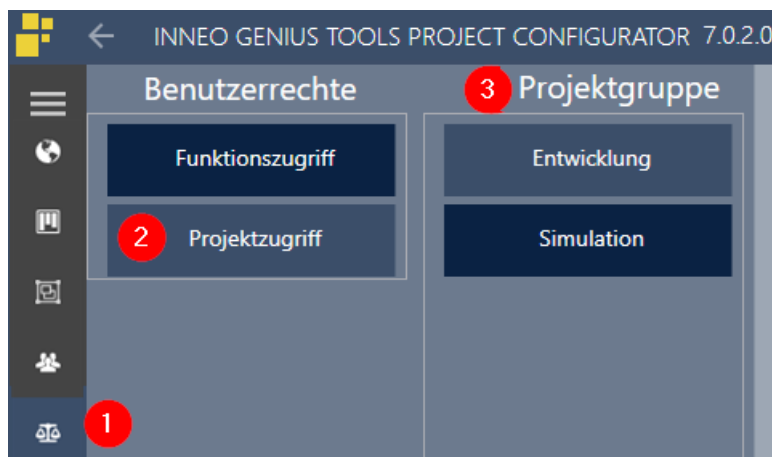 INNEO GENIUS TOOLS PROJECT CONFIGURATOR 7.0.2.0
Benutzerrechte
3 Projektgruppe
Funktionszugriff
Entwicklung
2 Projektzugriff
Simulation
1